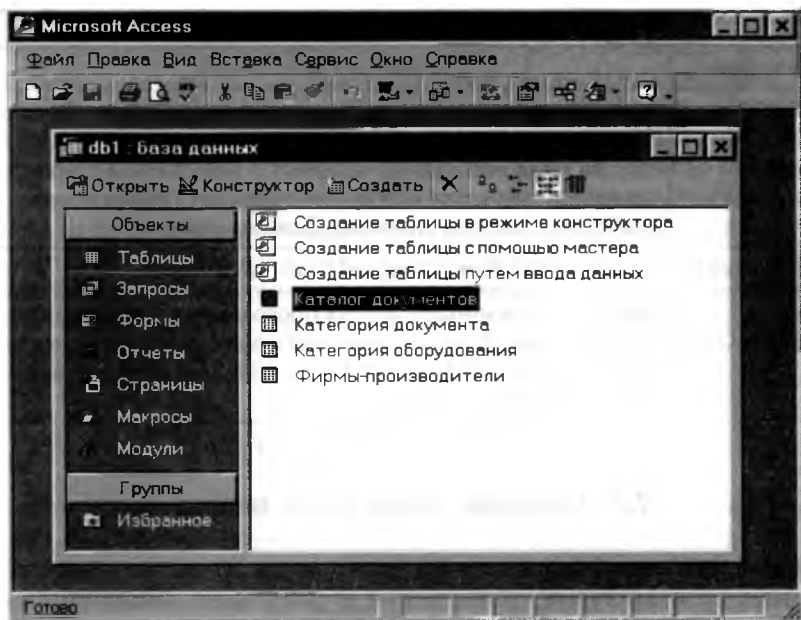 Microsoft Access
Файл Правка Вид Вставка Сервис Окно Справка
db1 : база данных
Открыть Конструктор Создать
Объекты
Таблицы
Запросы
Формы
Отчеты
Страницы
Макросы
Модули
Группы
Избранное
Создание таблицы в режиме конструктора
Создание таблицы с помощью мастера
Создание таблицы путем ввода данных
Каталог документов
Категория документа
Категория оборудования
Фирмы-производители
Готово